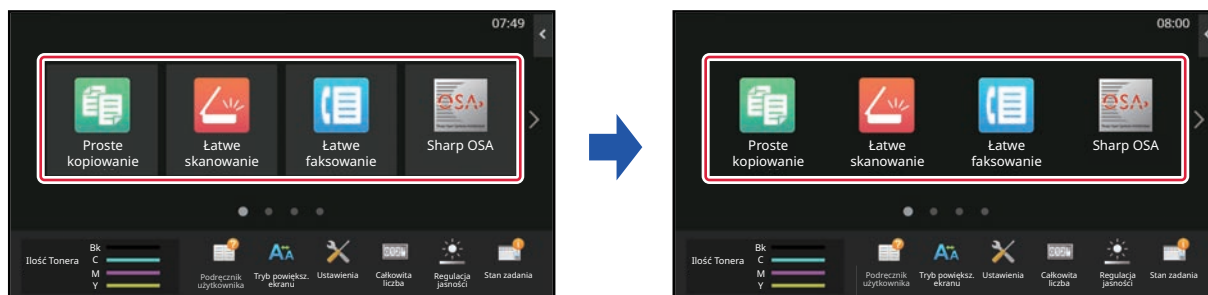 07:49
OSA
Proste
kopiowanie
Łatwe
skanowanie
Łatwe
faksowanie
Sharp OSA
Ilość Tonera
Bk
C
M
Y
Podręcznik
użytkownika
Tryb powiększ.
ekranu
Ustawienia
Całkowita
liczba
Regulacja
jasności
Stan zadania
08:00
OSA
Proste
kopiowanie
Łatwe
skanowanie
Łatwe
faksowanie
Sharp OSA
Ilość Tonera
Bk
C
M
Y
Podręcznik
użytkownika
Tryb powiększ.
ekranu
Ustawienia
Całkowita
liczba
Regulacja
jasności
Stan zadania